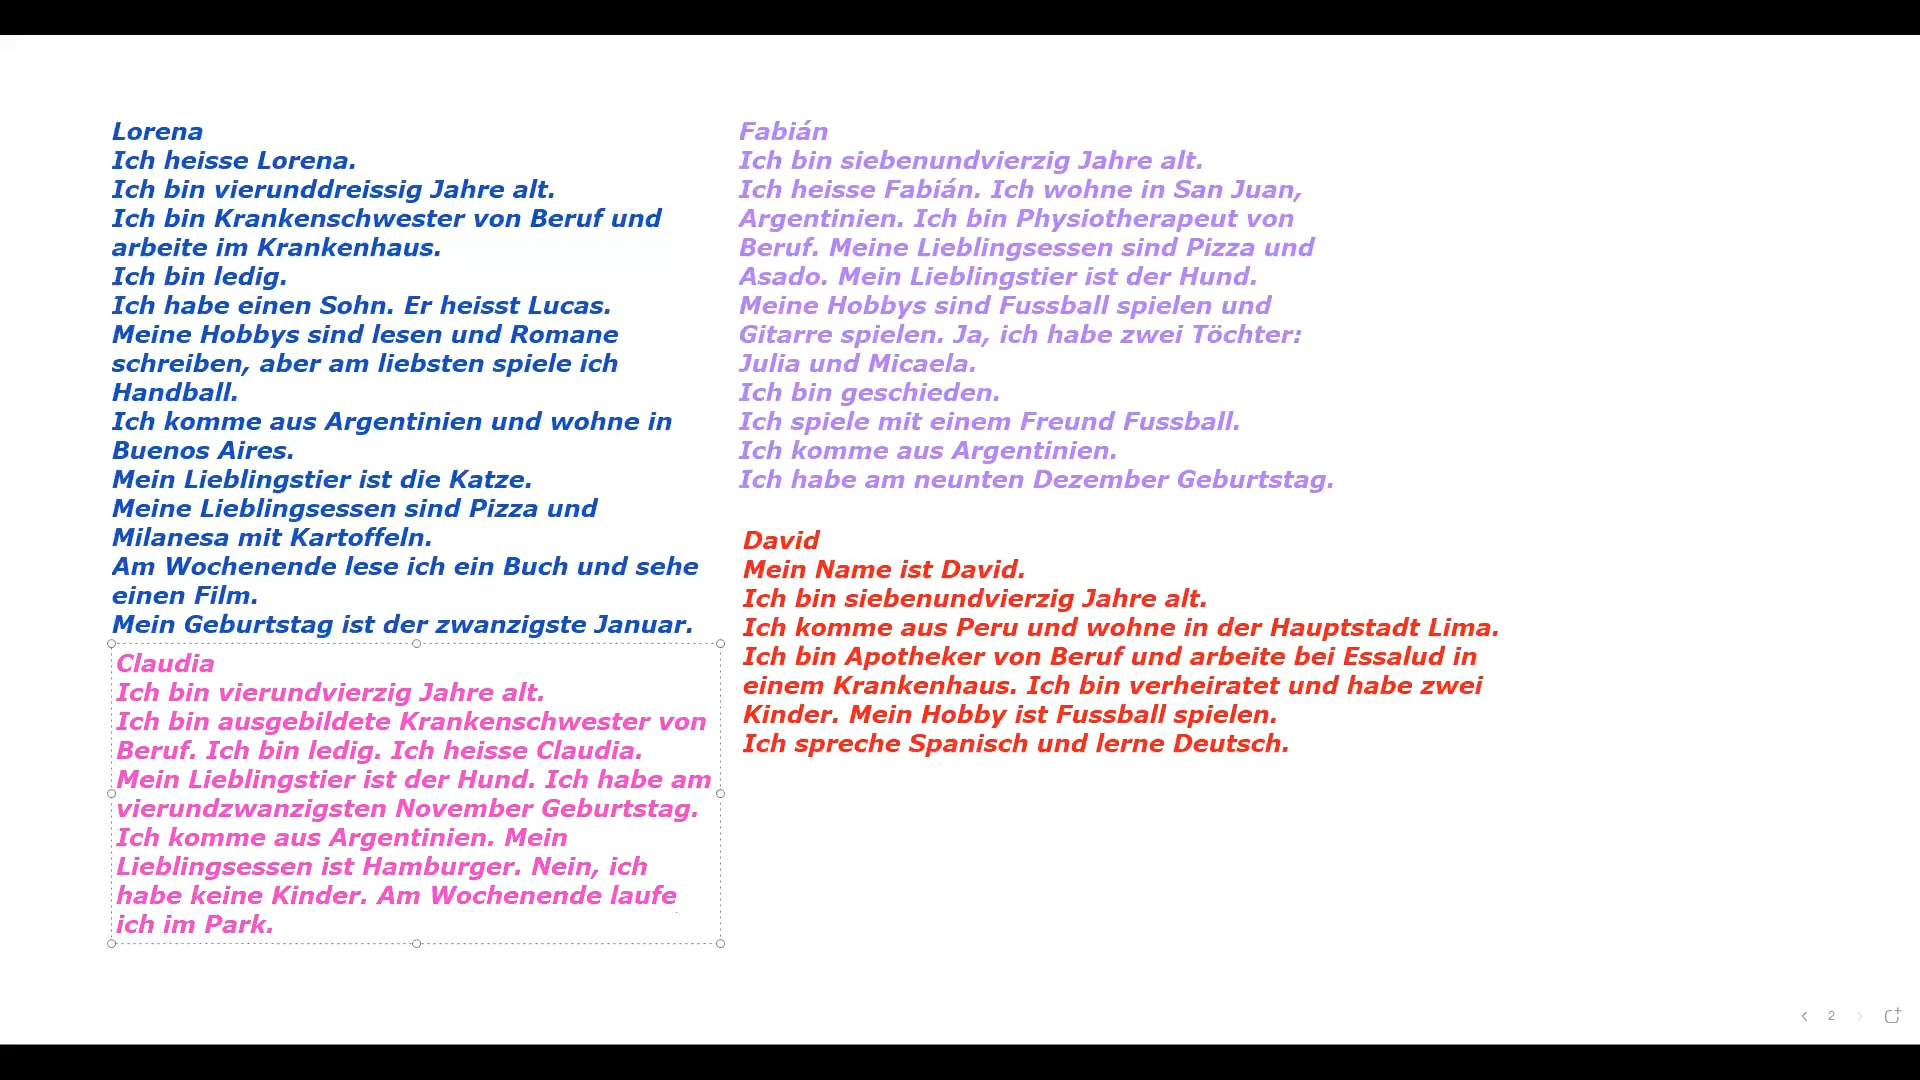 Lorena
Ich heisse Lorena.
Ich bin vierunddreissig Jahre alt.
Ich bin Krankenschwester von Beruf und
arbeite im Krankenhaus.
Ich bin ledig.
Ich habe einen Sohn. Er heisst Lucas.
Meine Hobbys sind lesen und Romane
schreiben, aber am liebsten spiele ich
Handball.
Ich komme aus Argentinien und wohne in
Buenos Aires.
Mein Lieblingstier ist die Katze.
Meine Lieblingsessen sind Pizza und
Milanesa mit Kartoffeln.
Am Wochenende lese ich ein Buch und sehe
einen Film.
Mein Geburtstag ist der zwanzigste Januar.
Claudia
Ich bin vierundvierzig Jahre alt.
Ich bin ausgebildete Krankenschwester von
Beruf. Ich bin ledig. Ich heisse Claudia.
Mein Lieblingstier ist der Hund. Ich habe am
vierundzwanzigsten November Geburtstag.
Ich komme aus Argentinien. Mein
Lieblingsessen ist Hamburger. Nein, ich
habe keine Kinder. Am Wochenende laufe
ich im Park.
Fabián
Ich bin siebenundvierzig Jahre alt.
Ich heisse Fabián. Ich wohne in San Juan,
Argentinien. Ich bin Physiotherapeut von
Beruf. Meine Lieblingsessen sind Pizza und
Asado. Mein Lieblingstier ist der Hund.
Meine Hobbys sind Fussball spielen und
Gitarre spielen. Ja, ich habe zwei Töchter:
Julia und Micaela.
Ich bin geschieden.
Ich spiele mit einem Freund Fussball.
Ich komme aus Argentinien.
Ich habe am neunten Dezember Geburtstag.
David
Mein Name ist David.
Ich bin siebenundvierzig Jahre alt.
Ich komme aus Peru und wohne in der Hauptstadt Lima.
Ich bin Apotheker von Beruf und arbeite bei Essalud in
einem Krankenhaus. Ich bin verheiratet und habe zwei
Kinder. Mein Hobby ist Fussball spielen.
Ich spreche Spanisch und lerne Deutsch.
2